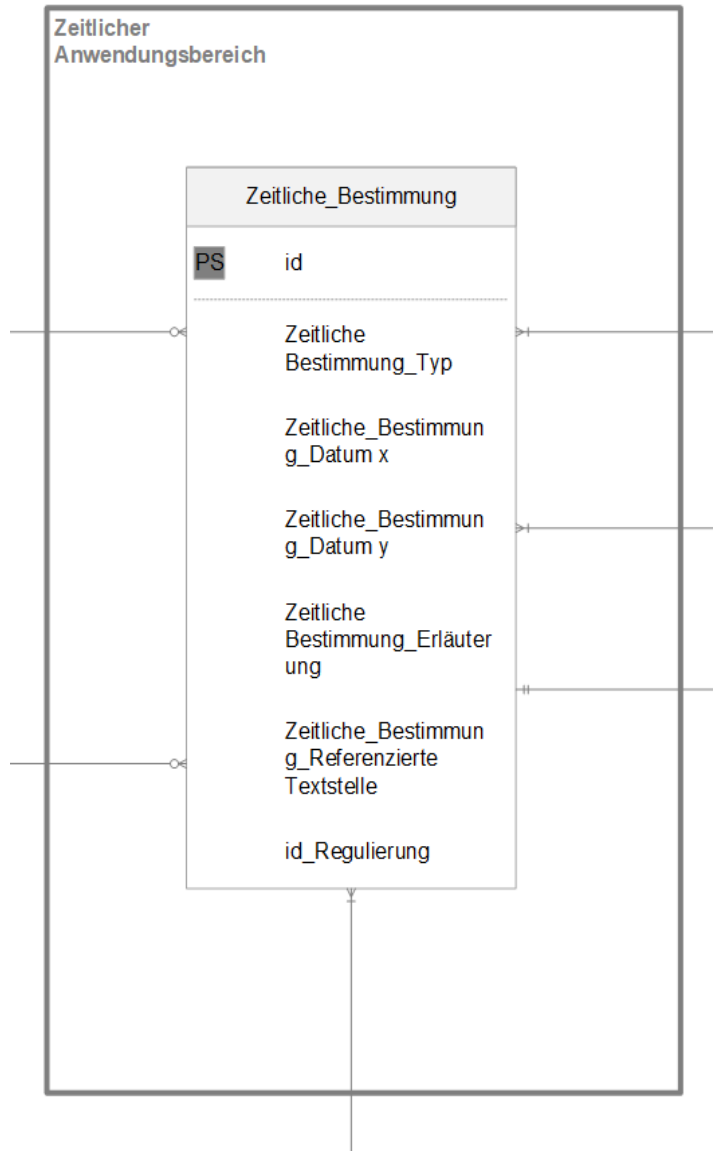 Zeitlicher
Anwendungsbereich
Zeitliche_Bestimmung
PS id
Zeitliche
Bestimmung_Typ
Zeitliche_Bestimmun
g_Datum x
Zeitliche_Bestimmun
g_Datum y
Zeitliche
Bestimmung_Erläuter
ung
Zeitliche_Bestimmun
g_Referenzierte
Textstelle
id_Regulierung